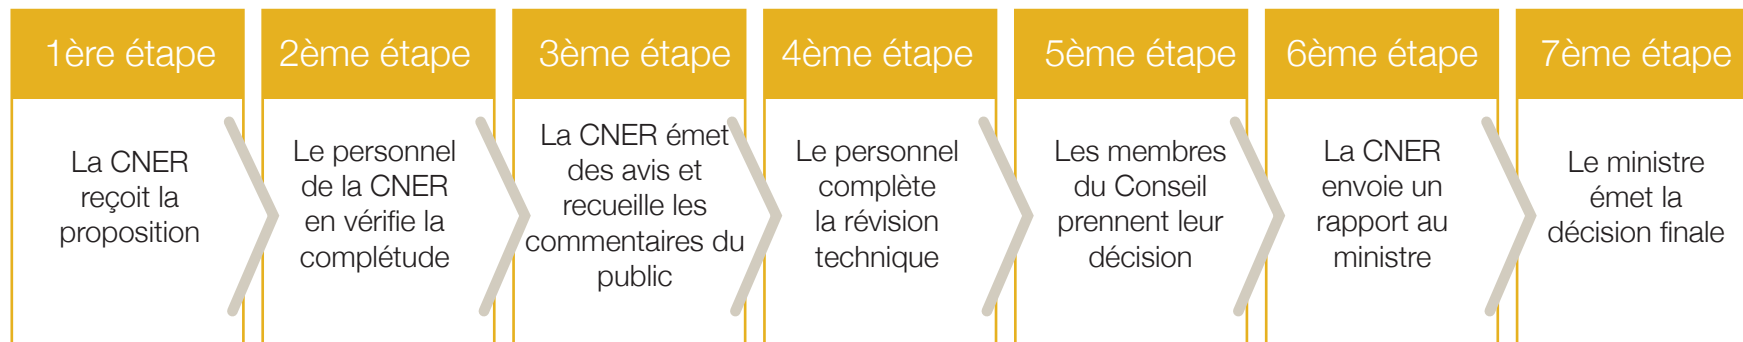 1ère étape
La CNER
reçoit la
proposition
2ème étape
Le personnel
de la CNER
en vérifie la
complétude
3ème étape
La CNER émet
des avis et
recueille les
commentaires du
public
4ème étape
Le personnel
complète
la révision
technique
5ème étape
Les membres
du Conseil
prennent leur
décision
6ème étape
La CNER
envoie un
rapport au
ministre
7ème étape
Le ministre
émet la
décision finale